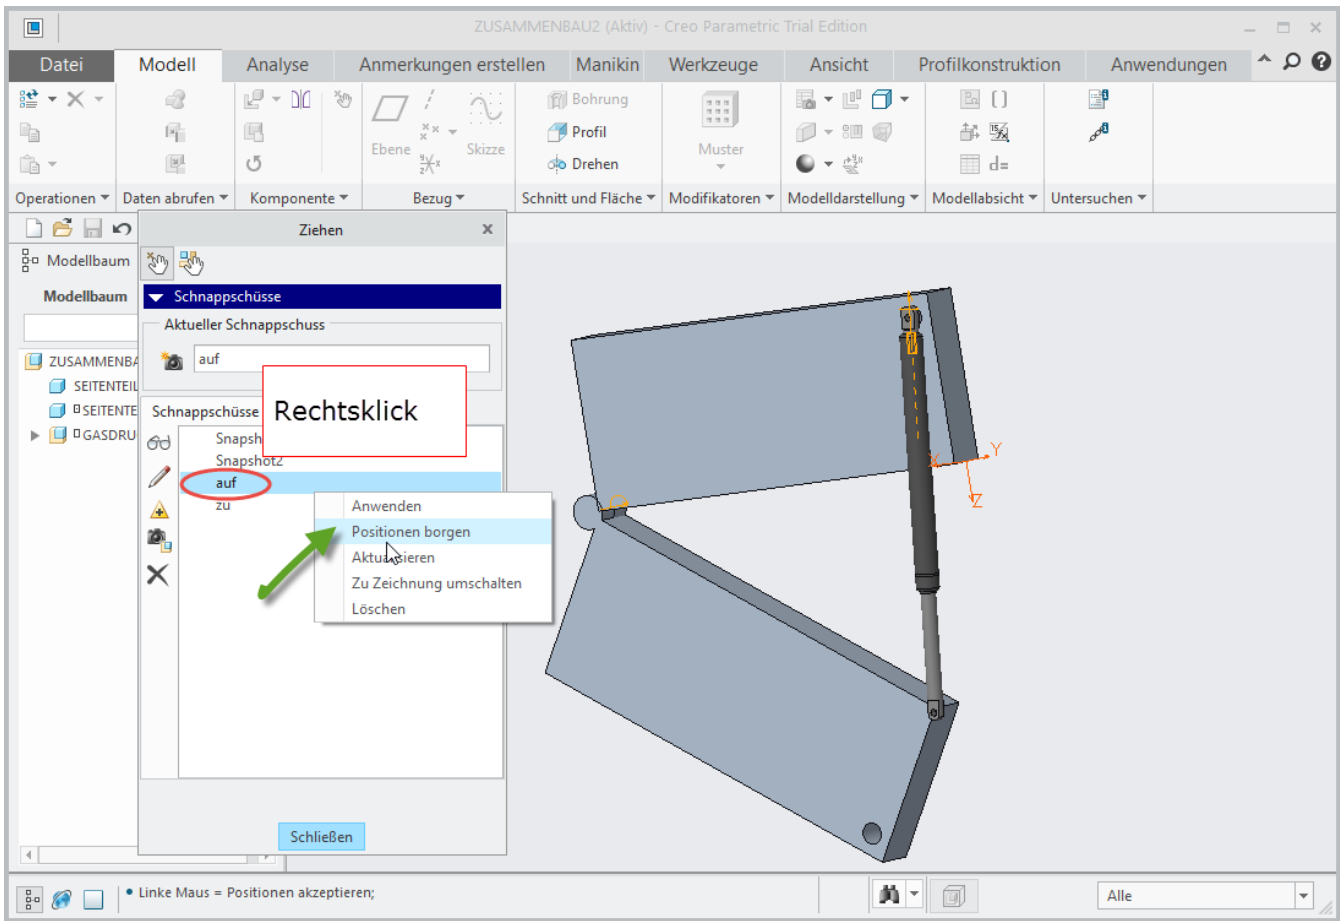 ZUSAMMENBAU2 (Aktiv) - Creo Parametric Trial Edition
Datei Modell Analyse Anmerkungen erstellen Manikin Werkzeuge Ansicht Profilkonstruktion Anwendungen
Bohrung
Profil
Ebene Skizze Muster
Drehen d=
Operationen Daten abrufen Komponente Bezug Schnitt und Fläche Modifikatoren Modelldarstellung Modellabsicht Untersuchen
Ziehen x
Modellbaum
Modellbaum
Schnappschüsse
Aktueller Schnappschuss
auf
ZUSAMMENBA
SEITENTEIL
SEITENTE
GASDRU
Schnappschüsse
Rechtsklick
Snapsh
Snapshot2
auf
zu
Anwenden
Positionen borgen
Aktualisieren
Zu Zeichnung umschalten
Löschen
X
Y
Z
Schließen
• Linke Maus = Positionen akzeptieren;
Alle